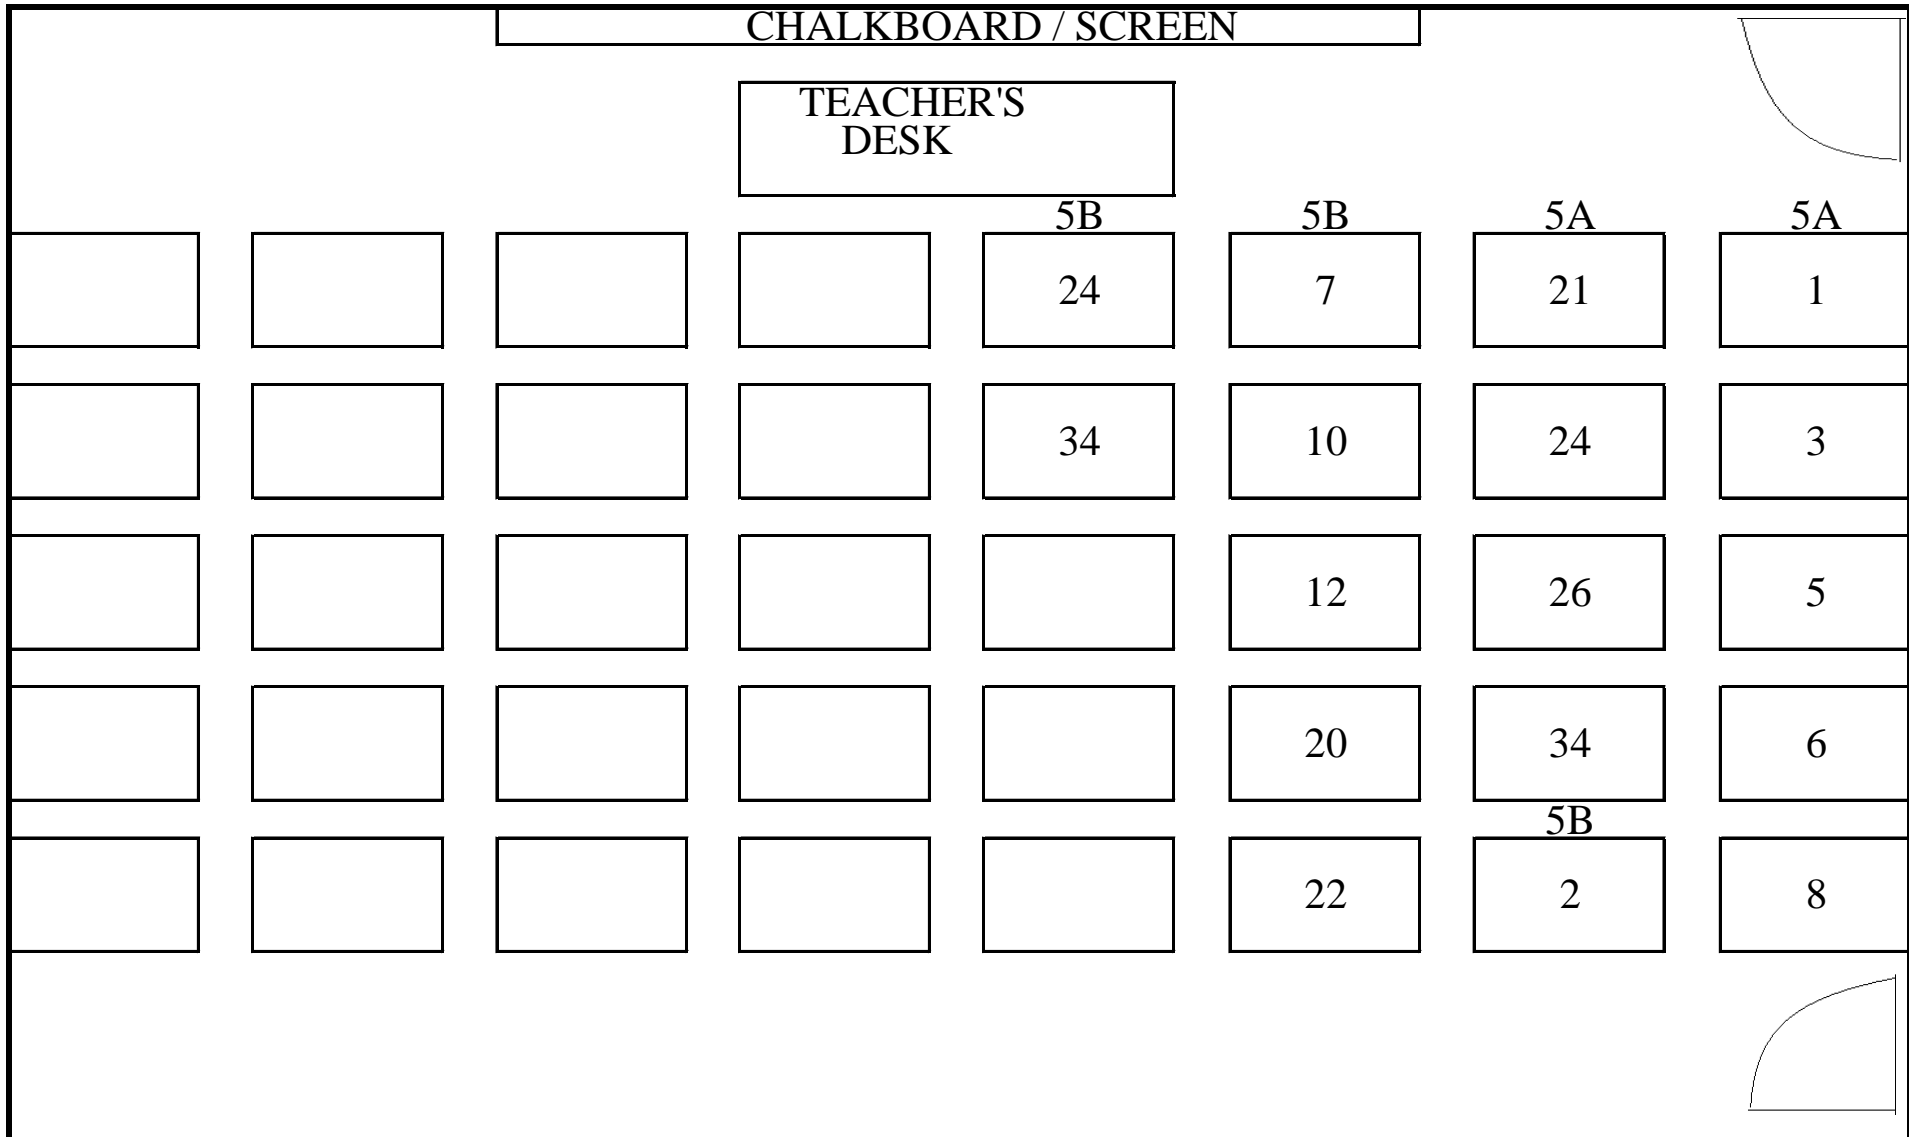 CHALKBOARD / SCREEN
TEACHER'S
DESK
5B 5B 5A 5A
24 7 21 1
34 10 24 3
12 26 5
20 34 6
5B
22 2 8